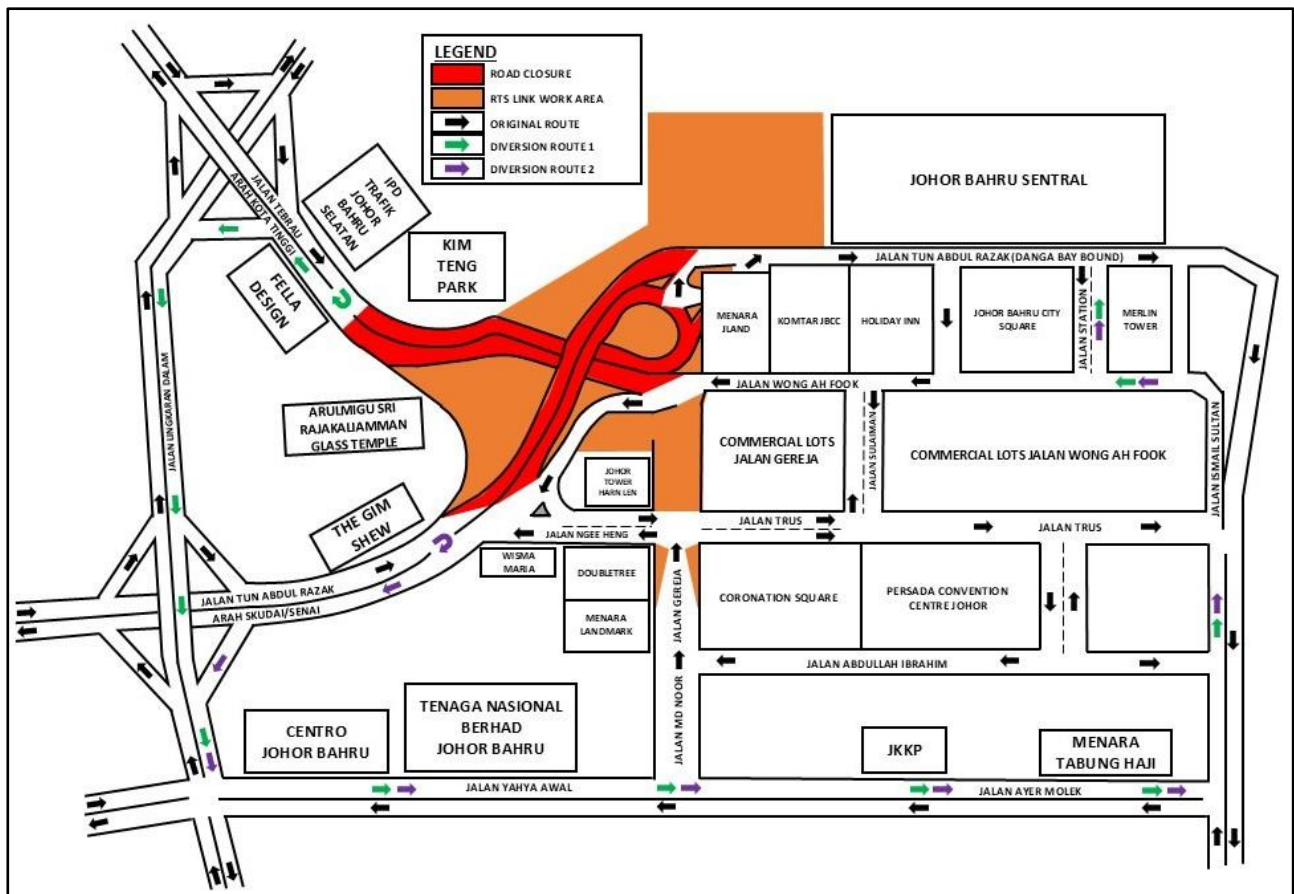 LEGEND
ROAD CLOSURE
RTS LINK WORK AREA
ORIGINAL ROUTE
DIVERSION ROUTE 1
DIVERSION ROUTE 2
JOHOR BAHRU SENTRAL
JALAN TEBRAU
ARAH KOTA TINGGI
IPD
TRAFIK
JOHOR
BAHRU
SELATAN
KIM
TENG
PARK
FELLA
DESIGN
JALAN TUN ABDUL RAZAK(DANGA BAY BOUND)
MENARA
JLAND
KOMTAR JBCC
HOLIDAY INN
JOHOR BAHRU CITY
SQUARE
JALAN STATION
MERLIN
TOWER
JALAN WONG AH FOOK
JALAN LINGKARAN DALAM
ARULMIGU SRI
RAJAKALIAMMAN
GLASS TEMPLE
COMMERCIAL LOTS
JALAN GEREJA
JALAN SULAIMAN
COMMERCIAL LOTS JALAN WONG AH FOOK
JALAN ISMAIL SULTAN
JOHOR
TOWER
HARN LEN
THE GIM
SHEW
JALAN TRUS
JALAN TRUS
JALAN NGEE HENG
WISMA
MARIA
DOUBLETREE
MENARA
LANDMARK
JALAN GEREJA
CORONATION SQUARE
PERSADA CONVENTION
CENTRE JOHOR
JALAN TUN ABDUL RAZAK
ARAH SKUDAI/SENAI
JALAN ABDULLAH IBRAHIM
JALAN MD NOOR
CENTRO
JOHOR BAHRU
TENAGA NASIONAL
BERHAD
JOHOR BAHRU
JKKP
MENARA
TABUNG HAJI
JALAN YAHYA AWAL
JALAN AYER MOLEK